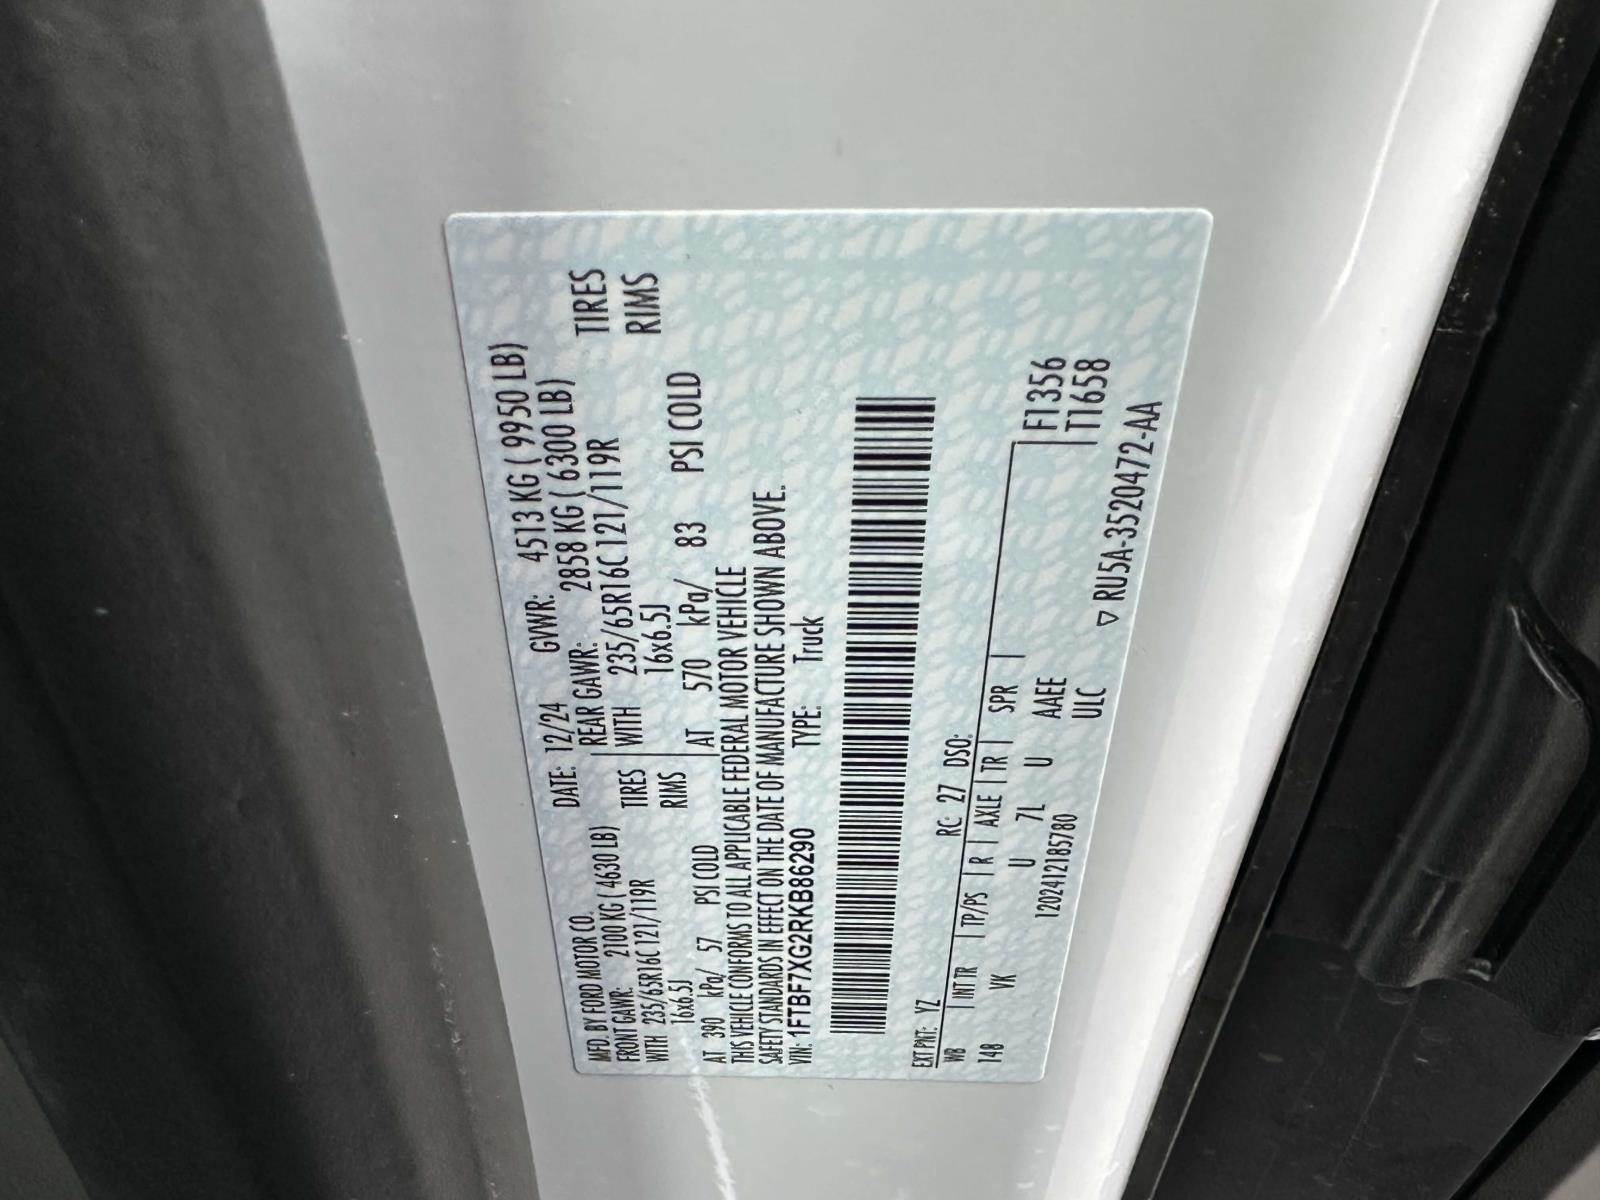 MFD. BY FORD MOTOR CO. DATE: 12/24 GVWR: 4513 KG ( 9950 LB)
FRONT GAWR: 2100 KG ( 4630 LB) REAR GAWR: 2858 KG ( 6300 LB)
WITH 235/65R16C 121/119R TIRES WITH 235/65R16C 121/119R TIRES
16x6.5J RIMS 16x6.5J RIMS
AT 390 kPa/ 57 PSI COLD AT 570 kPa/ 83 PSI COLD
THIS VEHICLE CONFORMS TO ALL APPLICABLE FEDERAL MOTOR VEHICLE
SAFETY STANDARDS IN EFFECT ON THE DATE OF MANUFACTURE SHOWN ABOVE.
VIN: 1FTBF7XG2RKB86290 TYPE: Truck
EXT PNT: YZ RC: 27 DSO:
WB INT TR TP/PS R AXLE TR SPR F1356
148 VK U 7L U AAEE T1658
12024121B5780 ULC
▽ RU5A-3520472-AA